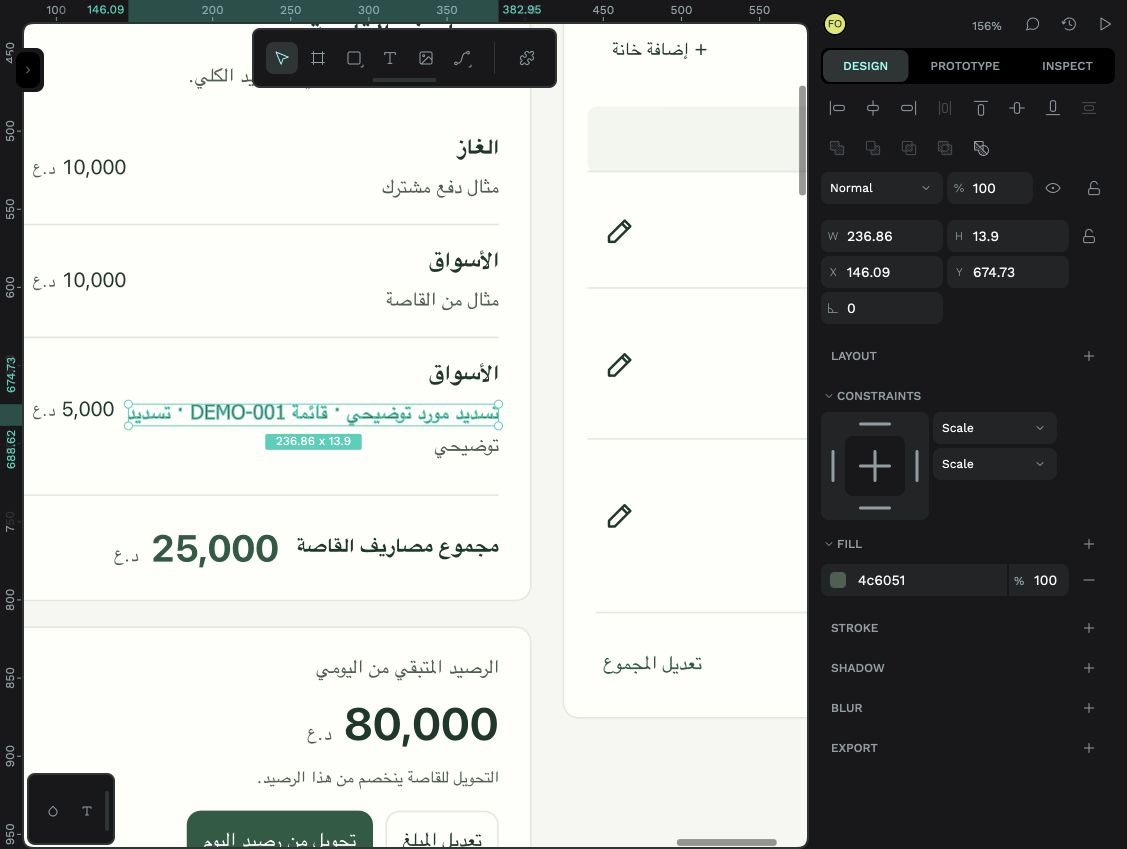 100 146.09 200 250 300 350 382.95 450 500 550
FO
156%
DESIGN PROTOTYPE INSPECT
Normal
% 100
W 236.86 H 13.9
X 146.09 Y 674.73
0
LAYOUT
CONSTRAINTS
Scale
Scale
FILL
4c6051 % 100
STROKE
SHADOW
BLUR
EXPORT
450
500
550
600
674.73
688.62
750
800
850
900
950
T
T
+ إضافة خانة
يد الكلي.
الغاز
10,000 د.ع
مثال دفع مشترك
الأسواق
10,000 د.ع
مثال من القاصة
الأسواق
تسديد مورد توضيحي · قائمة DEMO-001 · تسديد
5,000 د.ع
236.86 x 13.9
توضيحي
مجموع مصاريف القاصة 25,000 د.ع
تعديل المجموع
الرصيد المتبقي من اليومي
80,000 د.ع
التحويل للقاصة ينخصم من هذا الرصيد.
تعديل المبلغ
تحويل من رصيد اليوم